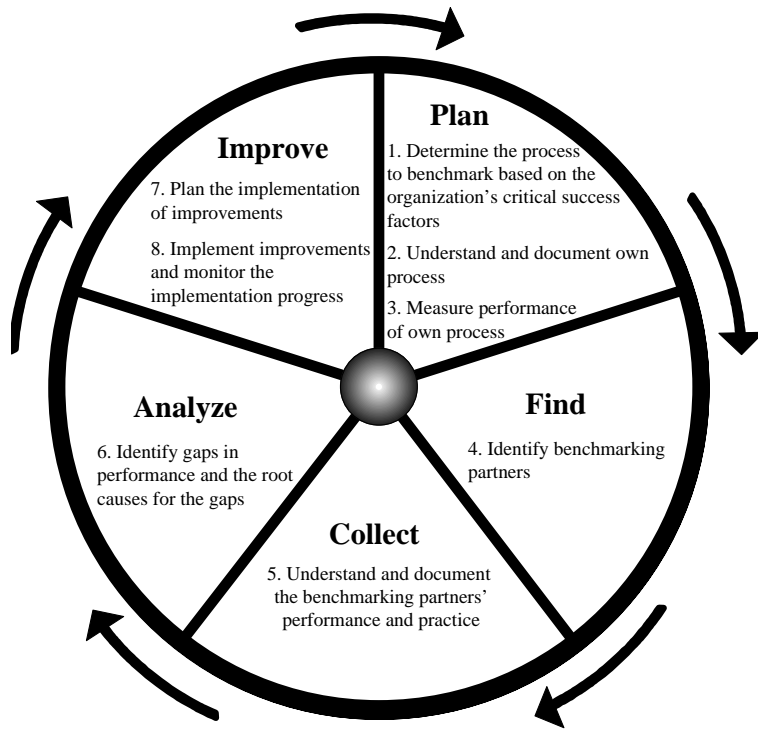 Plan
1. Determine the process
to benchmark based on the
organization’s critical success
factors
2. Understand and document own
process
3. Measure performance
of own process
Find
4. Identify benchmarking
partners
Collect
5. Understand and document
the benchmarking partners’
performance and practice
Analyze
6. Identify gaps in
performance and the root
causes for the gaps
Improve
7. Plan the implementation
of improvements
8. Implement improvements
and monitor the
implementation progress